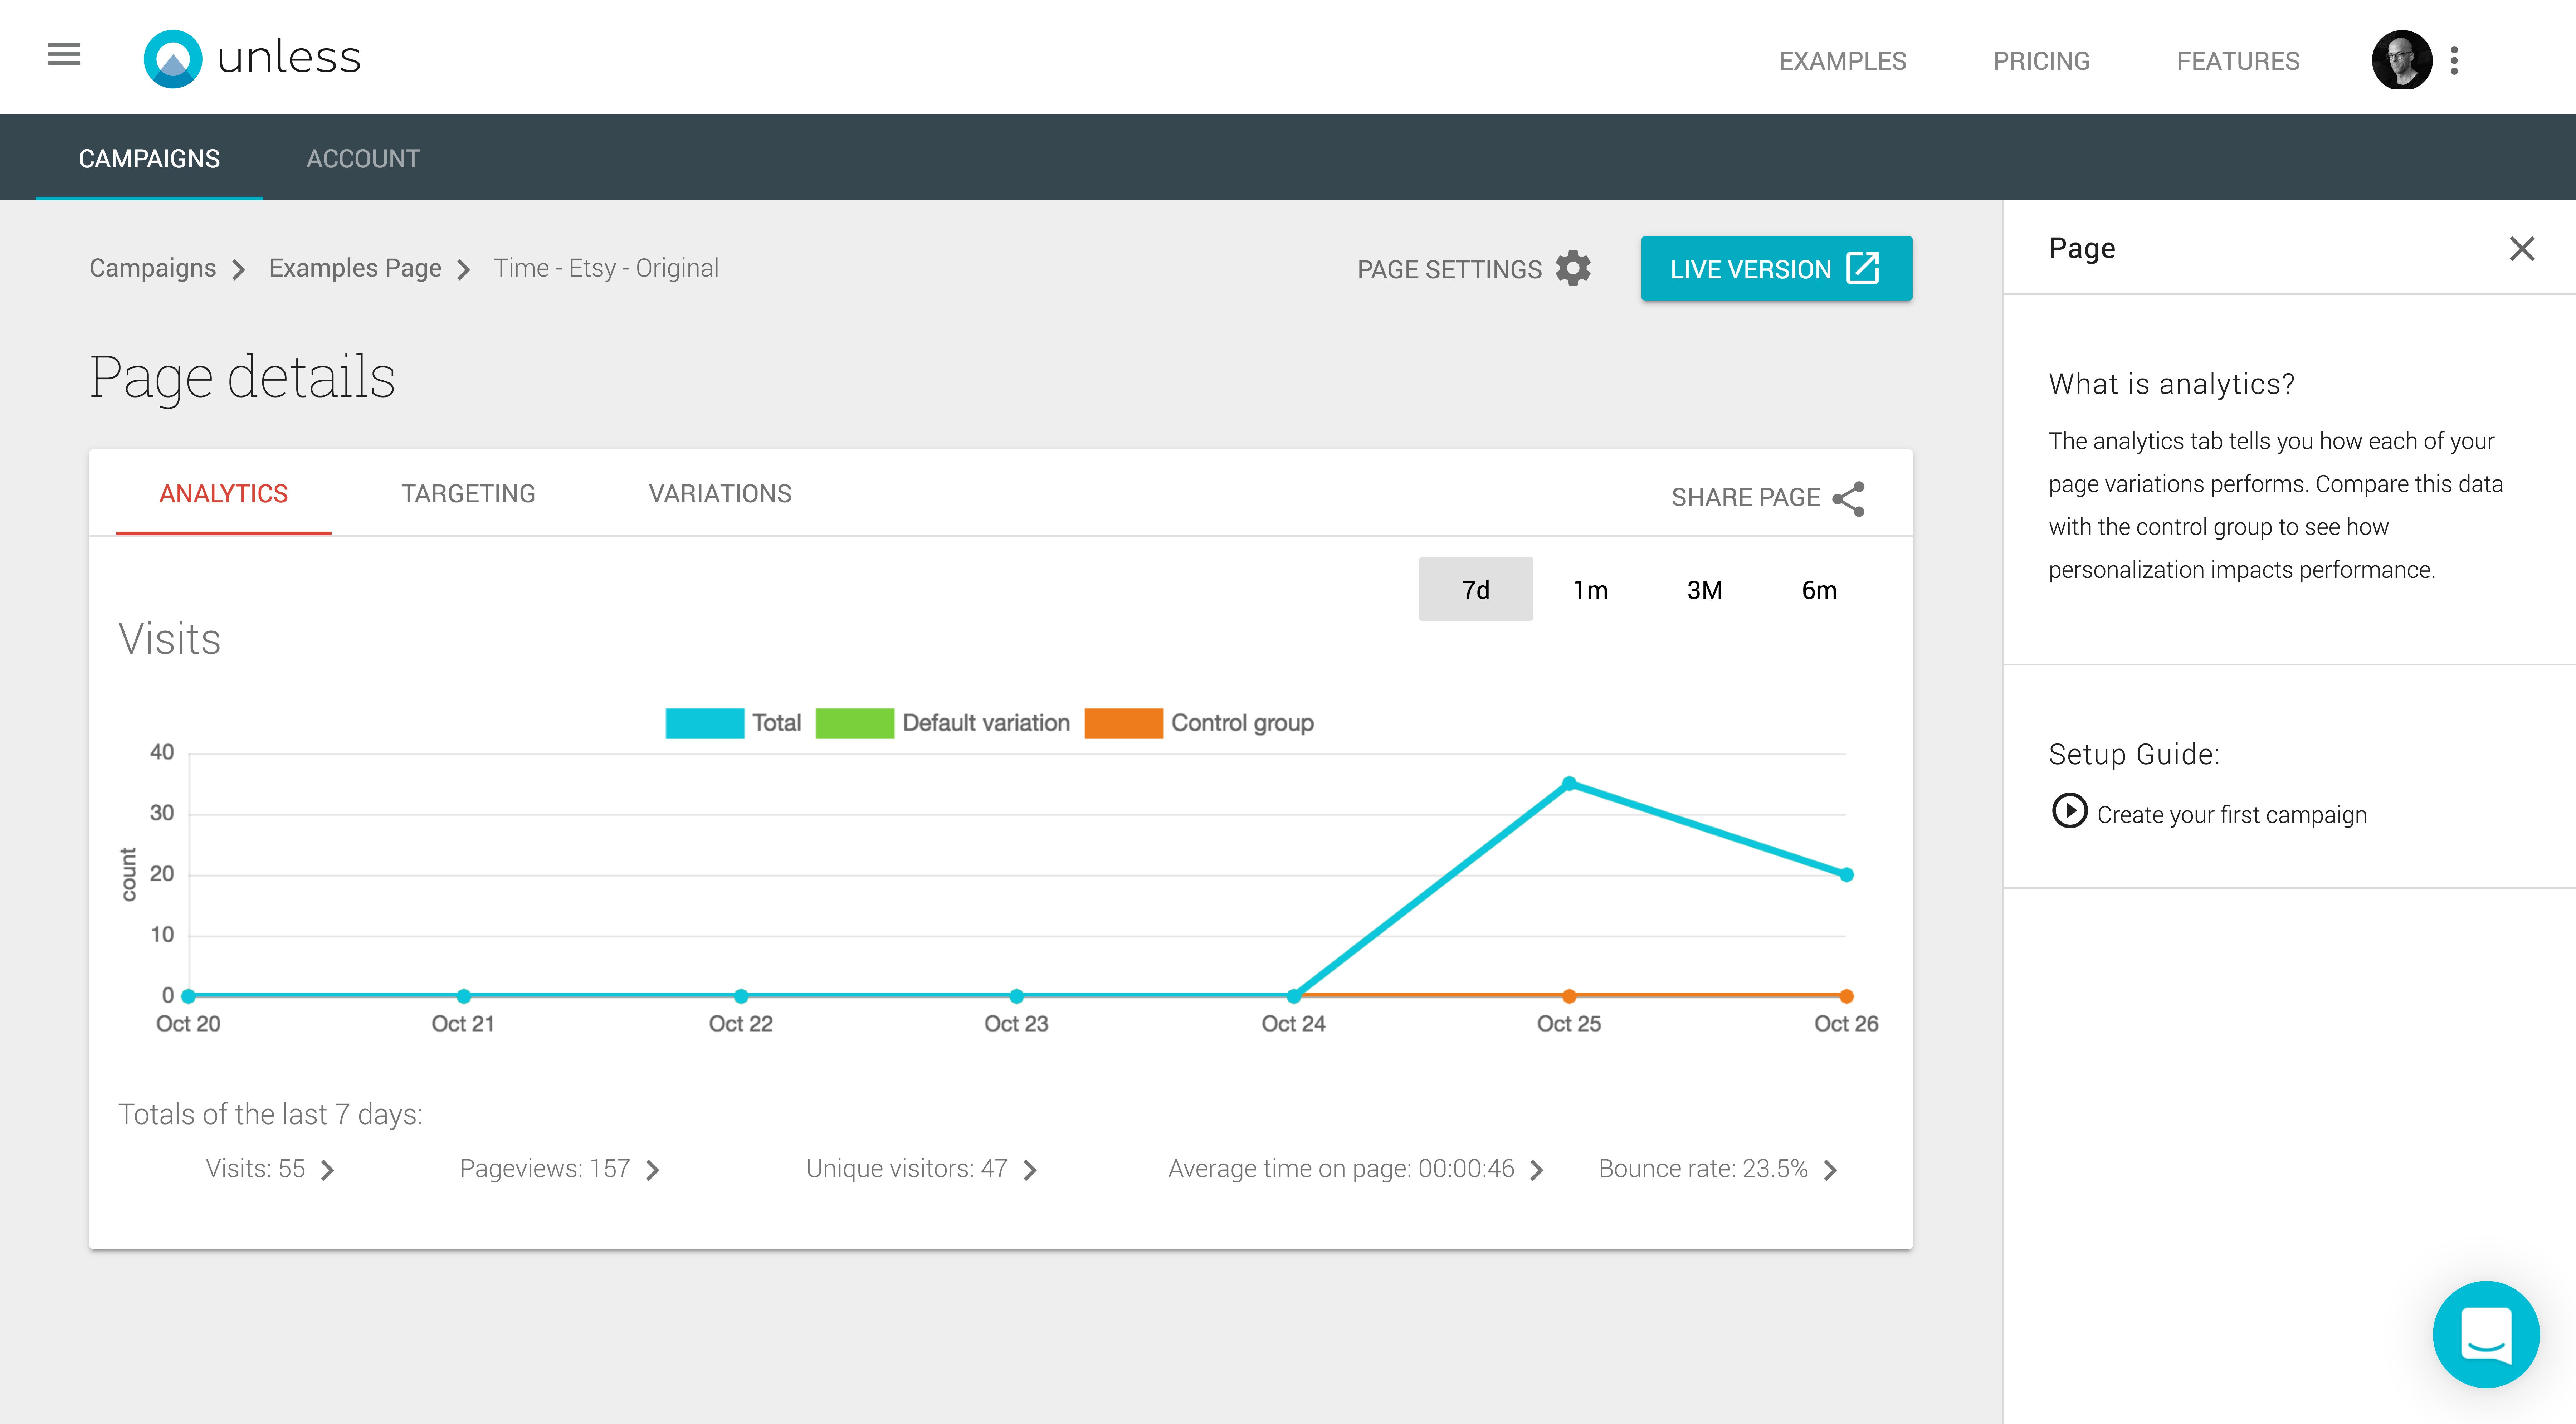 unless
EXAMPLES
PRICING
FEATURES
CAMPAIGNS
ACCOUNT
Campaigns
Examples Page
Time - Etsy - Original
PAGE SETTINGS
LIVE VERSION
Page details
ANALYTICS
TARGETING
VARIATIONS
SHARE PAGE
7d
1m
3M
6m
Visits
Total
Default variation
Control group
40
30
20
10
0
count
Oct 20
Oct 21
Oct 22
Oct 23
Oct 24
Oct 25
Oct 26
Totals of the last 7 days:
Visits: 55
Pageviews: 157
Unique visitors: 47
Average time on page: 00:00:46
Bounce rate: 23.5%
Page
What is analytics?
The analytics tab tells you how each of your
page variations performs. Compare this data
with the control group to see how
personalization impacts performance.
Setup Guide:
Create your first campaign